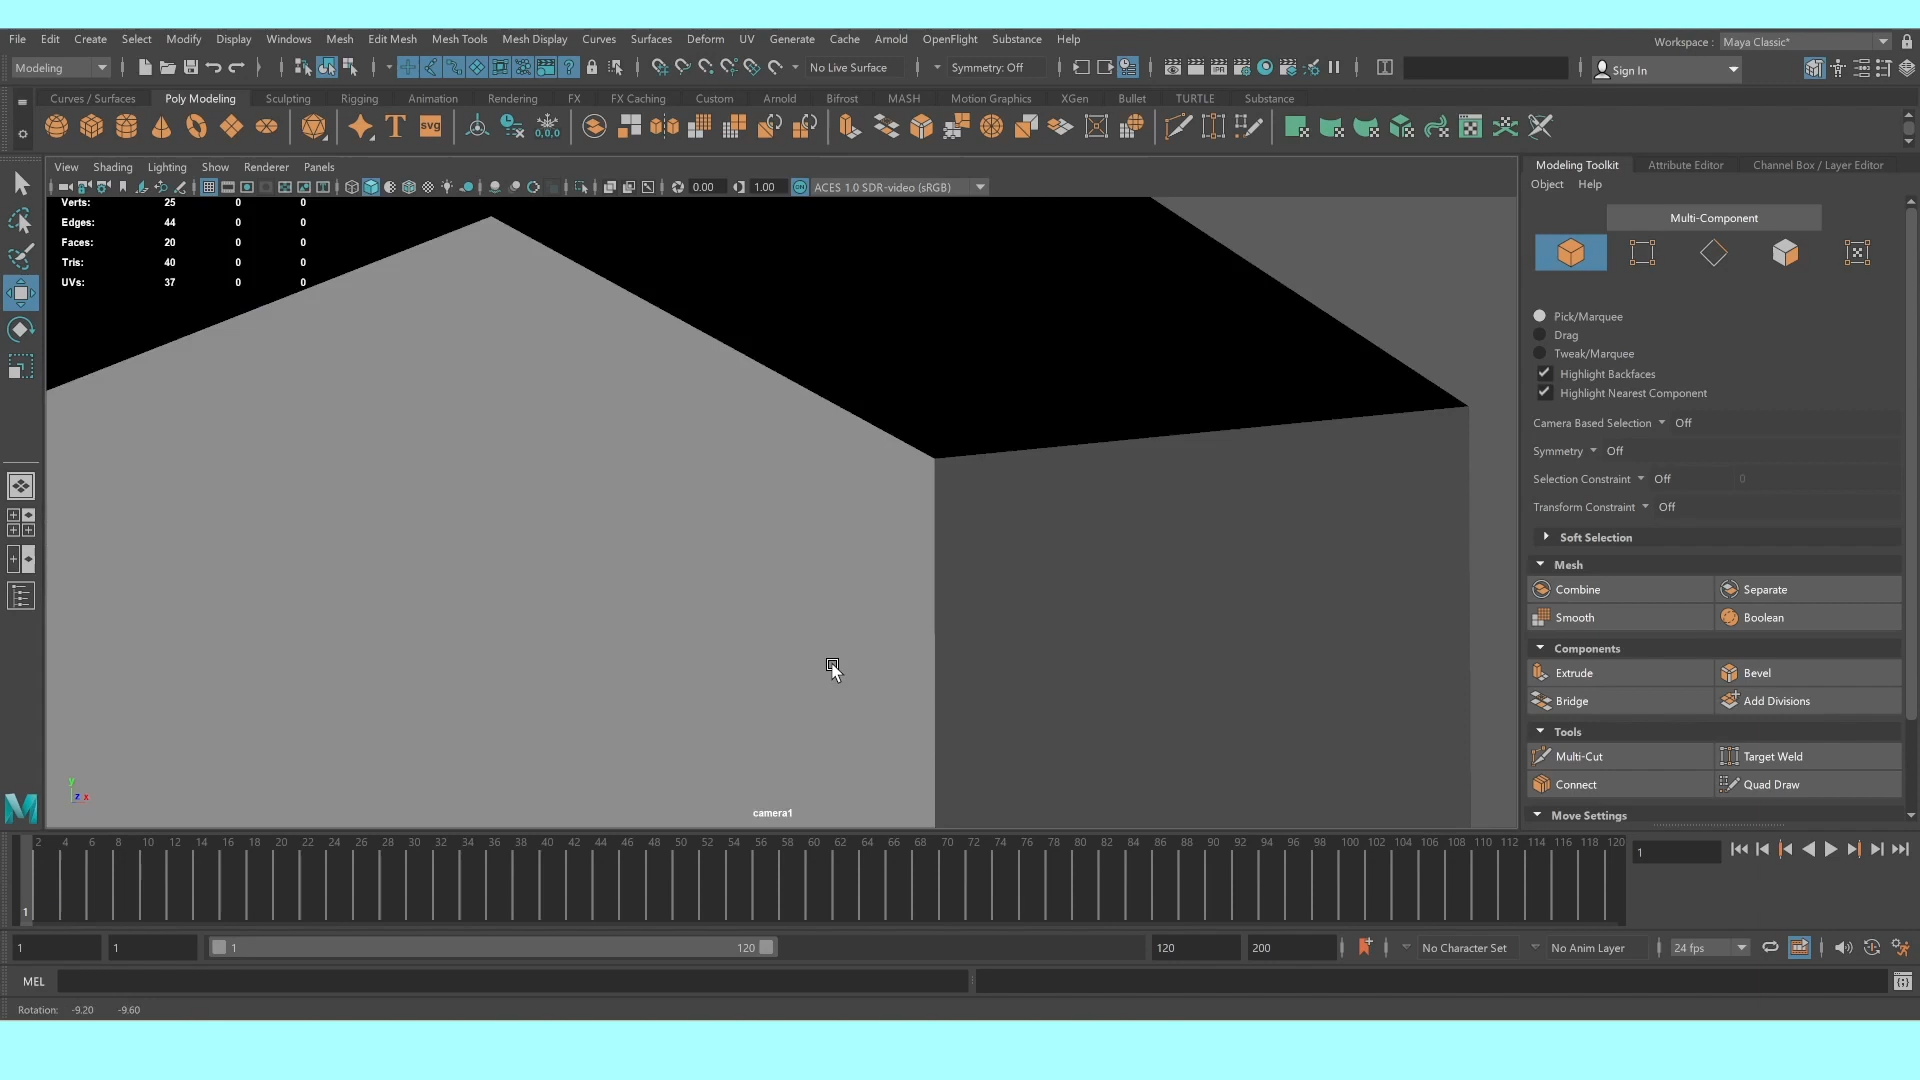 File Edit Create Select Modify Display Windows Mesh Edit Mesh Mesh Tools Mesh Display Curves Surfaces Deform UV Generate Cache Arnold OpenFlight Substance Help
Workspace : Maya Classic*
Modeling
No Live Surface
Symmetry: Off
Sign In
Curves / Surfaces Poly Modeling Sculpting Rigging Animation Rendering FX FX Caching Custom Arnold Bifrost MASH Motion Graphics XGen Bullet TURTLE Substance
T svg 0,0,0
View Shading Lighting Show Renderer Panels
0.00 1.00 ON ACES 1.0 SDR-video (sRGB)
Verts: 25 0 0
Edges: 44 0 0
Faces: 20 0 0
Tris: 40 0 0
UVs: 37 0 0
y
z x
camera1
Modeling Toolkit Attribute Editor Channel Box / Layer Editor
Object Help
Multi-Component
Pick/Marquee
Drag
Tweak/Marquee
Highlight Backfaces
Highlight Nearest Component
Camera Based Selection Off
Symmetry Off
Selection Constraint Off 0
Transform Constraint Off
Soft Selection
Mesh
Combine Separate
Smooth Boolean
Components
Extrude Bevel
Bridge Add Divisions
Tools
Multi-Cut Target Weld
Connect Quad Draw
Move Settings
2 4 6 8 10 12 14 16 18 20 22 24 26 28 30 32 34 36 38 40 42 44 46 48 50 52 54 56 58 60 62 64 66 68 70 72 74 76 78 80 82 84 86 88 90 92 94 96 98 100 102 104 106 108 110 112 114 116 118 120
1
1
1 1 1 120 120 200 No Character Set No Anim Layer 24 fps
MEL
Rotation: -9.20 -9.60